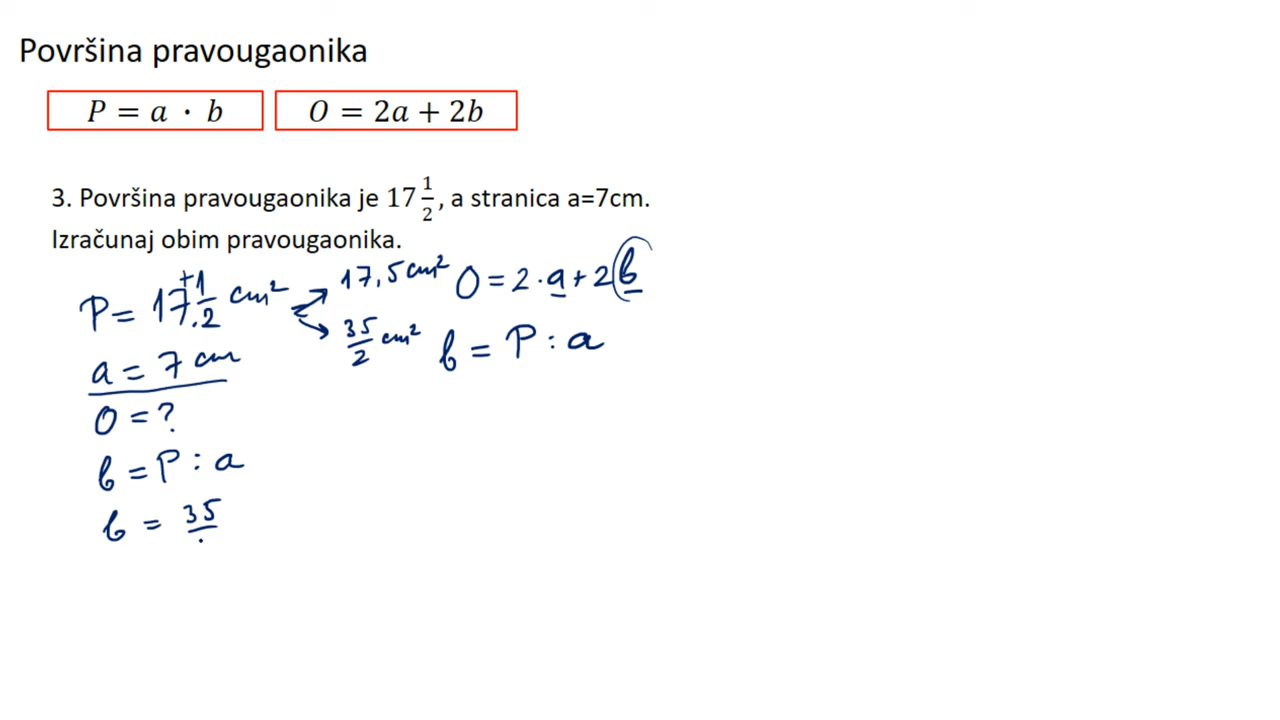 Površina pravougaonika
P = a · b
O = 2a + 2b
3. Površina pravougaonika je 17 1/2, a stranica a=7cm.
Izračunaj obim pravougaonika.
P = 17 + 1/2 cm²
17,5 cm²
35/2 cm²
O = 2 · a + 2b
b = P : a
a = 7 cm
O = ?
b = P : a
b = 35